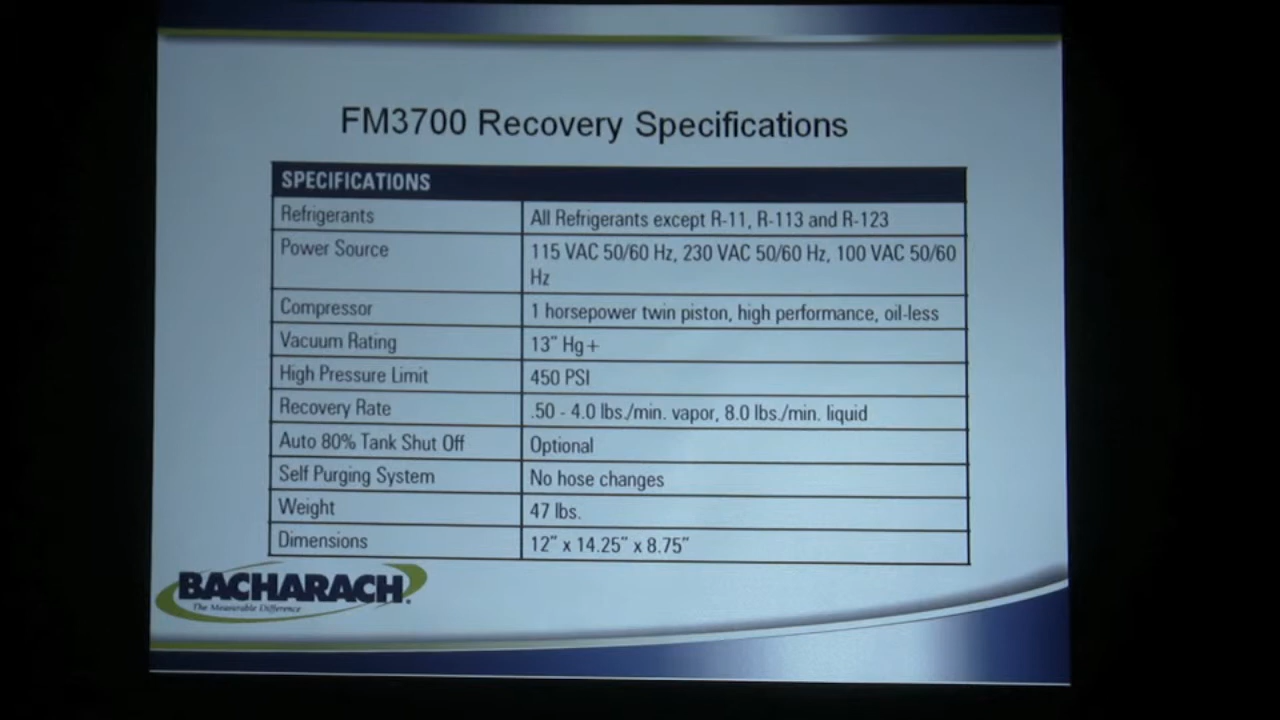 FM3700 Recovery Specifications
SPECIFICATIONS
Refrigerants All Refrigerants except R-11, R-113 and R-123
Power Source 115 VAC 50/60 Hz, 230 VAC 50/60 Hz, 100 VAC 50/60
Hz
Compressor 1 horsepower twin piston, high performance, oil-less
Vacuum Rating 13" Hg+
High Pressure Limit 450 PSI
Recovery Rate .50 - 4.0 lbs./min. vapor, 8.0 lbs./min. liquid
Auto 80% Tank Shut Off Optional
Self Purging System No hose changes
Weight 47 lbs.
Dimensions 12" x 14.25" x 8.75"
BACHARACH®
The Measurable Difference